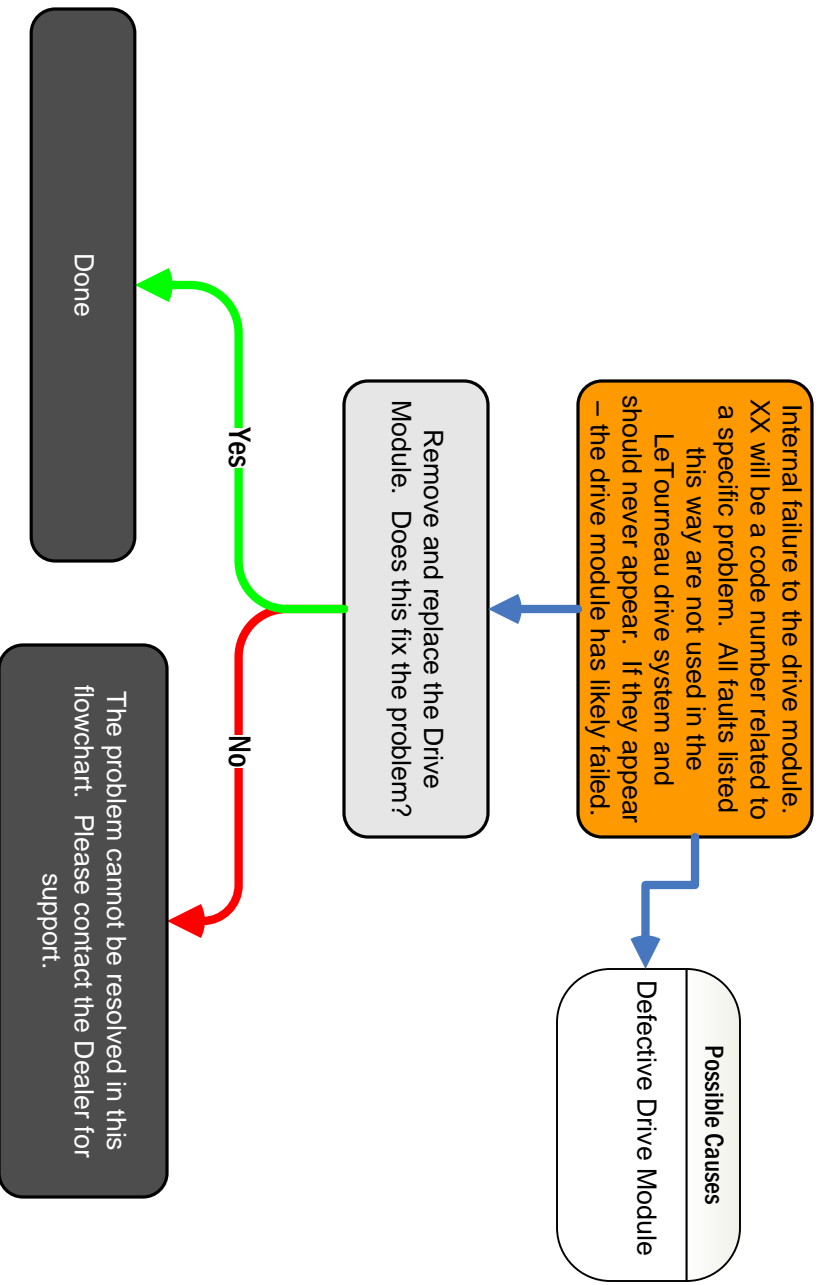 Internal failure to the drive module.
XX will be a code number related to
a specific problem.  All faults listed
this way are not used in the
LeTourneau drive system and
should never appear.  If they appear
– the drive module has likely failed.
Possible Causes
Defective Drive Module
Remove and replace the Drive
Module.  Does this fix the problem?
Yes
No
Done
The problem cannot be resolved in this
flowchart.  Please contact the Dealer for
support.